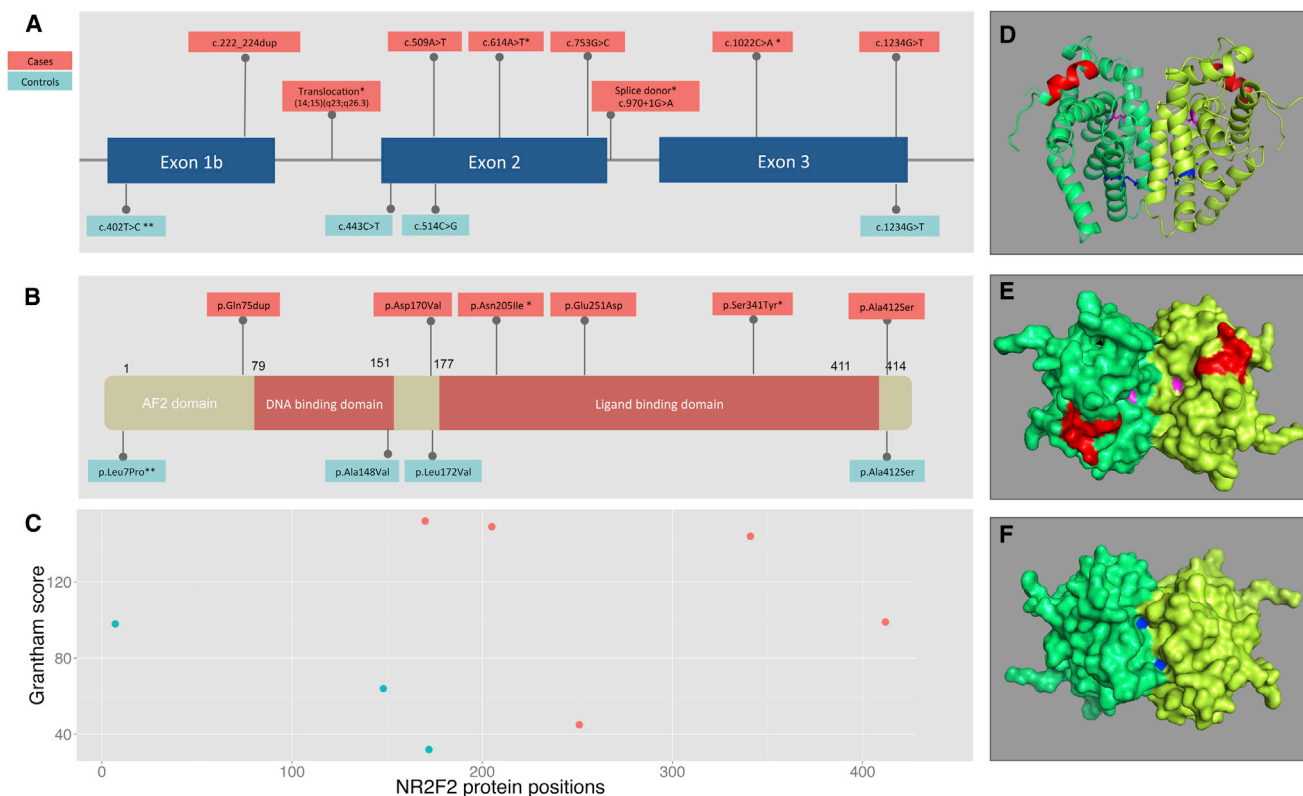 A
Cases
Controls
c.222_224dup
c.509A>T
c.614A>T*
c.753G>C
c.1022C>A *
c.1234G>T
Translocation*
(14;15)(q23;q26.3)
Splice donor*
c.970+1G>A
Exon 1b
Exon 2
Exon 3
c.402T>C **
c.443C>T
c.514C>G
c.1234G>T
B
p.Gln75dup
p.Asp170Val
p.Asn205Ile *
p.Glu251Asp
p.Ser341Tyr*
p.Ala412Ser
1
79
151
177
411
414
AF2 domain
DNA binding domain
Ligand binding domain
p.Leu7Pro**
p.Ala148Val
p.Leu172Val
p.Ala412Ser
C
Grantham score
120
80
40
0
100
200
300
400
NR2F2 protein positions
D
E
F